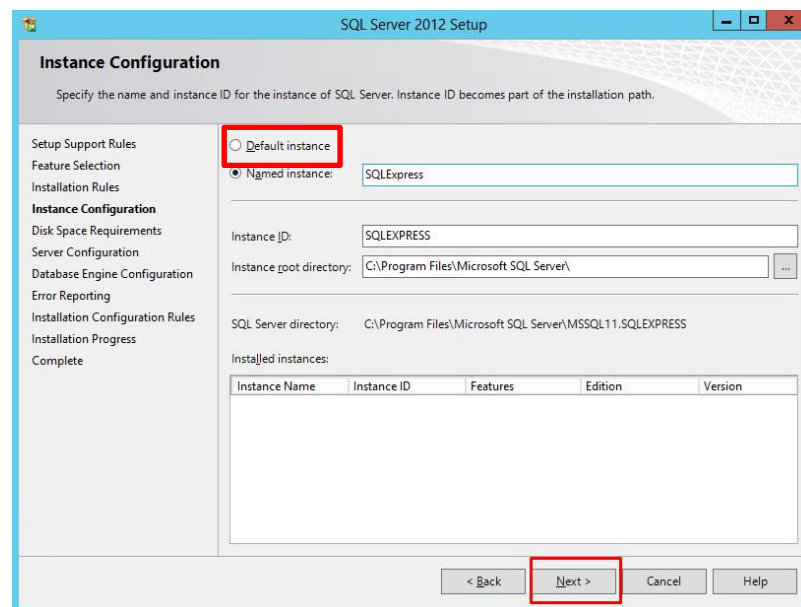 SQL Server 2012 Setup
Instance Configuration
Specify the name and instance ID for the instance of SQL Server. Instance ID becomes part of the installation path.
Setup Support Rules
Feature Selection
Installation Rules
Instance Configuration
Disk Space Requirements
Server Configuration
Database Engine Configuration
Error Reporting
Installation Configuration Rules
Installation Progress
Complete
Default instance
Named instance: SQLExpress
Instance ID: SQLEXPRESS
Instance root directory: C:\Program Files\Microsoft SQL Server\ ...
SQL Server directory: C:\Program Files\Microsoft SQL Server\MSSQL11.SQLEXPRESS
Installed instances:
Instance Name Instance ID Features Edition Version
< Back Next > Cancel Help